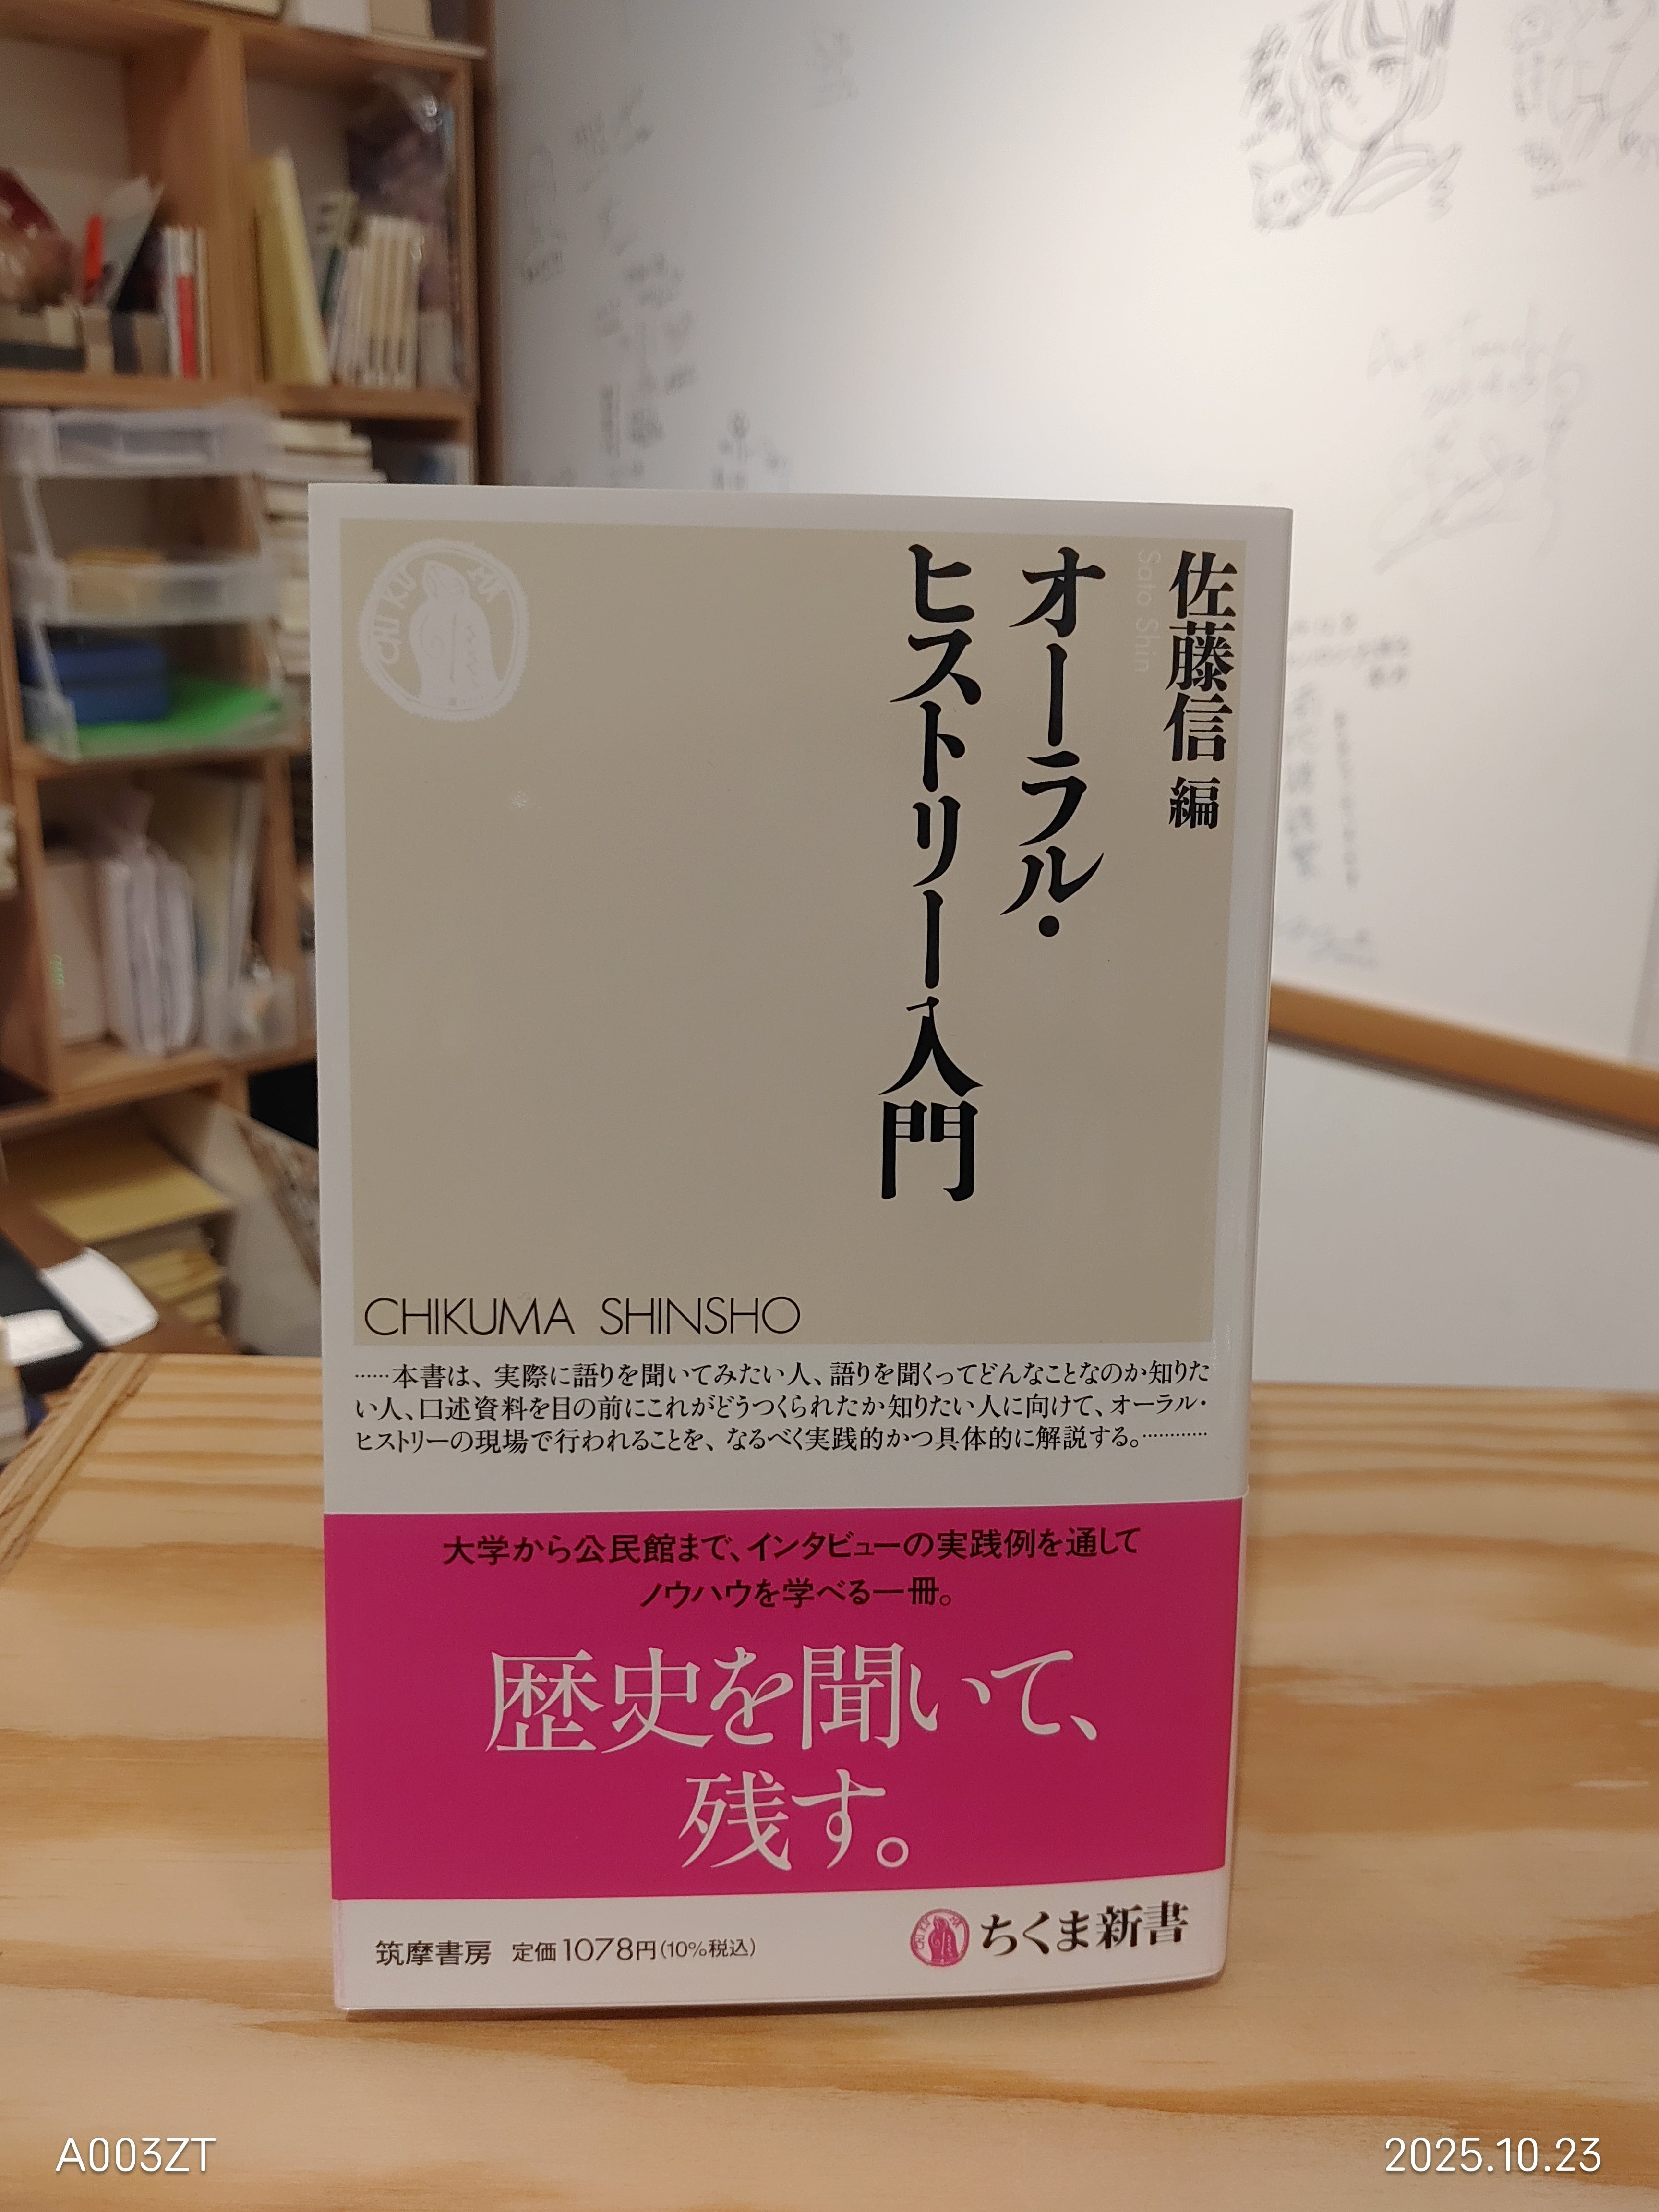 佐藤信 編
Sato Shin
オーラル・
ヒストリー入門
CHIKUMA
CHIKUMA SHINSHO
……本書は、実際に語りを聞いてみたい人、語りを聞くってどんなことなのか知りた
い人、口述資料を目の前にこれがどうつくられたか知りたい人に向けて、オーラル・
ヒストリーの現場で行われることを、なるべく実践的かつ具体的に解説する。…………
大学から公民館まで、インタビューの実践例を通して
ノウハウを学べる一冊。
歴史を聞いて、
残す。
筑摩書房 定価1078円(10%税込)
ちくま新書
A003ZT
2025.10.23